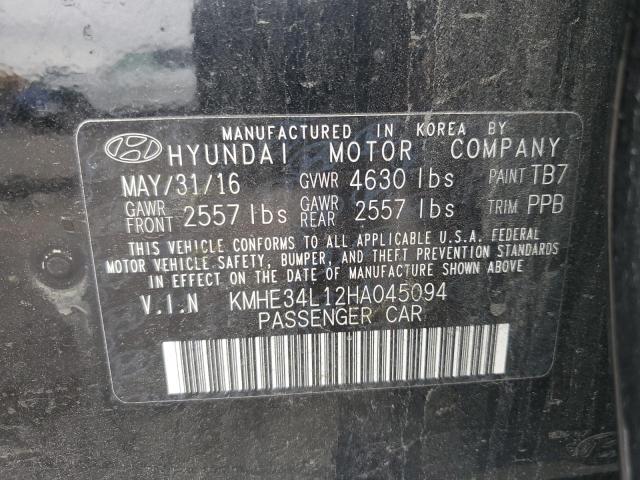 MANUFACTURED IN KOREA BY
HYUNDAI MOTOR COMPANY
MAY/31/16 GVWR 4630 lbs PAINT TB7
GAWR FRONT 2557 lbs GAWR REAR 2557 lbs TRIM PPB
THIS VEHICLE CONFORMS TO ALL APPLICABLE U.S.A. FEDERAL
MOTOR VEHICLE SAFETY, BUMPER, AND THEFT PREVENTION STANDARDS
IN EFFECT ON THE DATE OF MANUFACTURE SHOWN ABOVE
V.I.N KMHE34L12HA045094
PASSENGER CAR